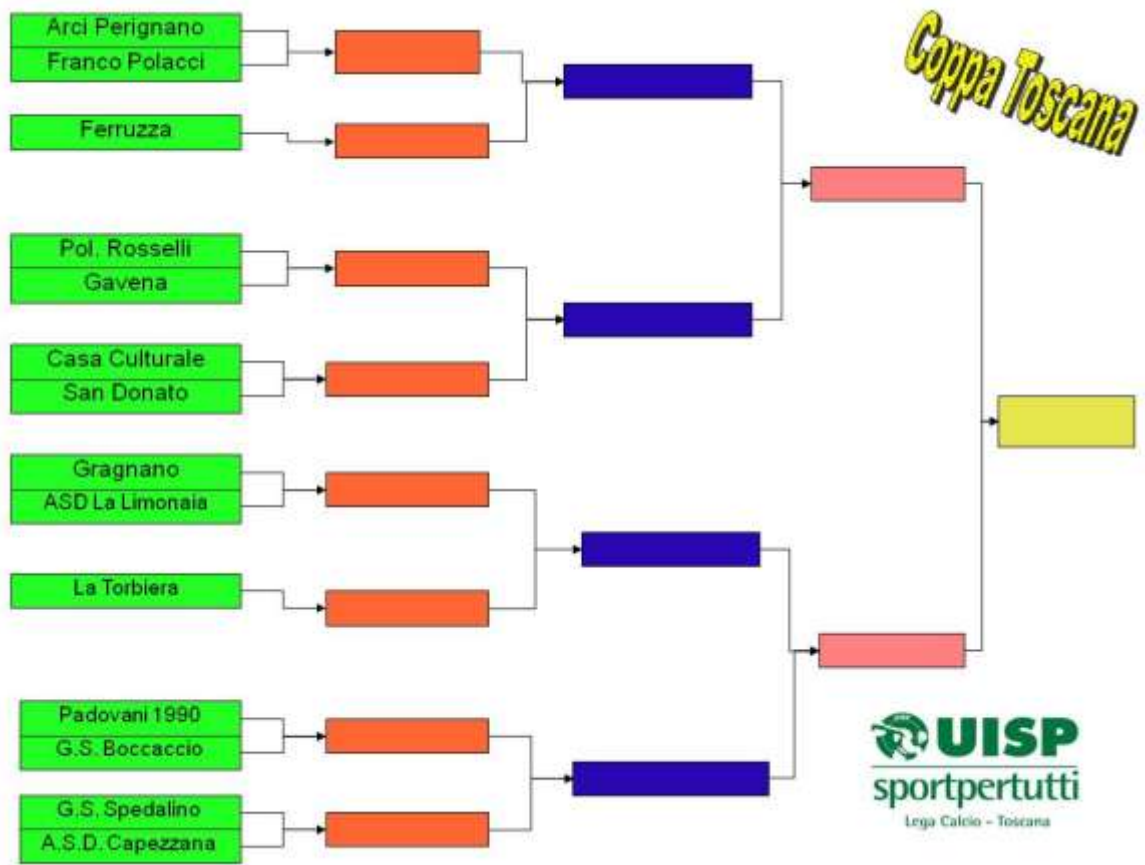 Arci Perignano
Franco Polacci
Ferruzza
Pol. Rosselli
Gavena
Casa Culturale
San Donato
Gragnano
ASD La Limonaia
La Torbiera
Padovani 1990
G.S. Boccaccio
G.S. Spedalino
A.S.D. Capezzana
Coppa Toscana
UISP
sportpertutti
Lega Calcio - Toscana